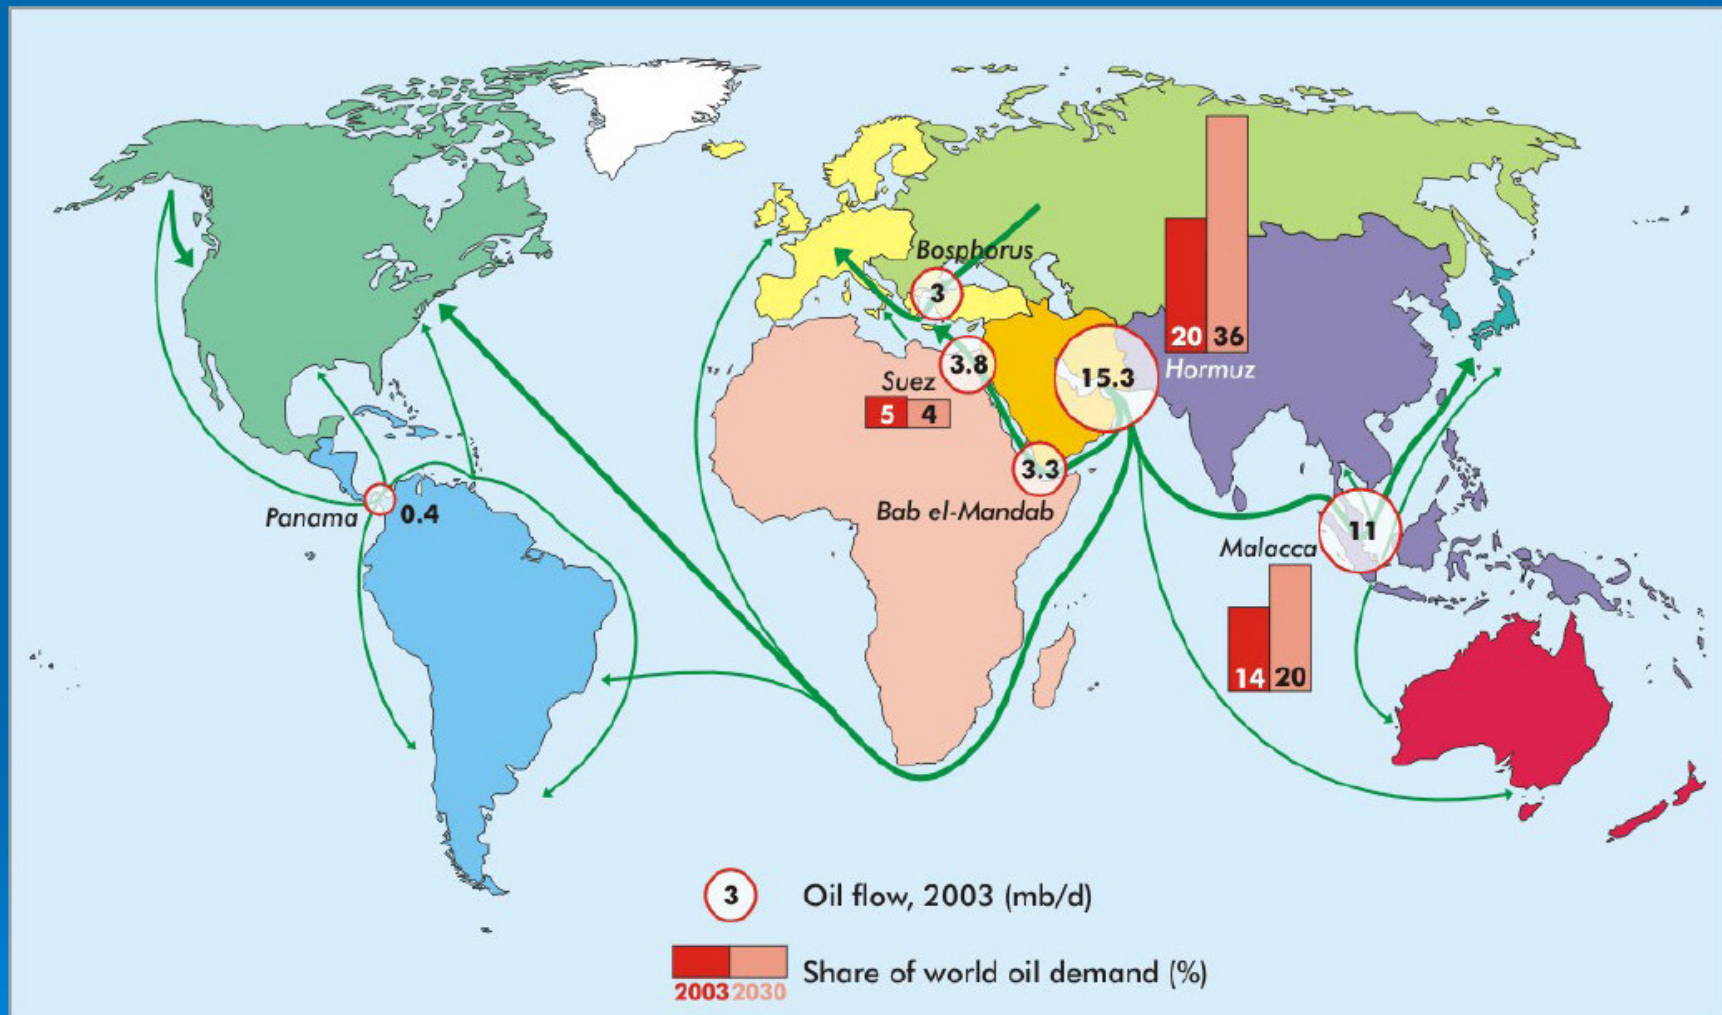 Bosphorus
3
20 36
Hormuz
3.8
15.3
Suez
5 4
3.3
Bab el-Mandab
Panama
0.4
11
Malacca
14 20
3 Oil flow, 2003 (mb/d)
Share of world oil demand (%)
2003 2030